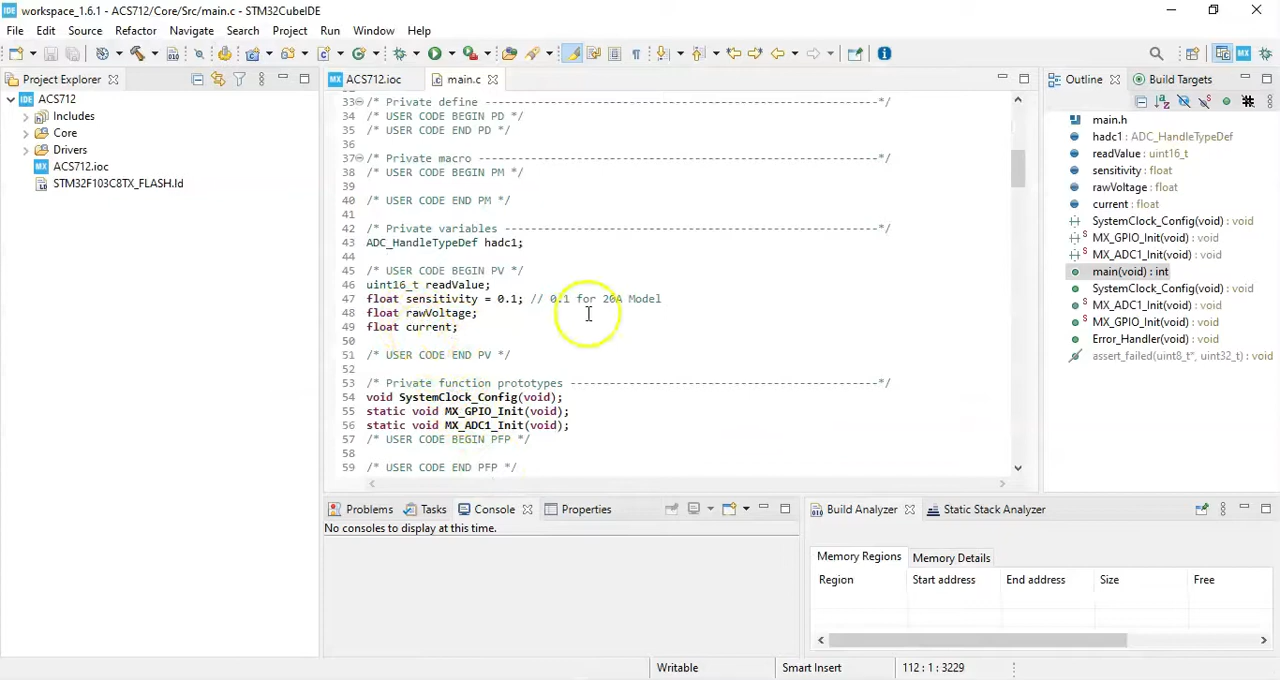 IDE workspace_1.6.1 - ACS712/Core/Src/main.c - STM32CubeIDE
File Edit Source Refactor Navigate Search Project Run Window Help
Project Explorer
ACS712
Includes
Core
Drivers
MX ACS712.ioc
STM32F103C8TX_FLASH.ld
MX ACS712.ioc
main.c
33 /* Private define ------------------------------------------------------------*/
34 /* USER CODE BEGIN PD */
35 /* USER CODE END PD */
36
37 /* Private macro -------------------------------------------------------------*/
38 /* USER CODE BEGIN PM */
39
40 /* USER CODE END PM */
41
42 /* Private variables ---------------------------------------------------------*/
43 ADC_HandleTypeDef hadc1;
44
45 /* USER CODE BEGIN PV */
46 uint16_t readValue;
47 float sensitivity = 0.1; // 0.1 for 20A Model
48 float rawVoltage;
49 float current;
50
51 /* USER CODE END PV */
52
53 /* Private function prototypes -----------------------------------------------*/
54 void SystemClock_Config(void);
55 static void MX_GPIO_Init(void);
56 static void MX_ADC1_Init(void);
57 /* USER CODE BEGIN PFP */
58
59 /* USER CODE END PFP */
Outline
Build Targets
main.h
hadc1 : ADC_HandleTypeDef
readValue : uint16_t
sensitivity : float
rawVoltage : float
current : float
SystemClock_Config(void) : void
MX_GPIO_Init(void) : void
MX_ADC1_Init(void) : void
main(void) : int
SystemClock_Config(void) : void
MX_ADC1_Init(void) : void
MX_GPIO_Init(void) : void
Error_Handler(void) : void
assert_failed(uint8_t*, uint32_t) : void
Problems Tasks Console Properties
No consoles to display at this time.
Build Analyzer Static Stack Analyzer
Memory Regions Memory Details
Region Start address End address Size Free
Writable Smart Insert 112 : 1 : 3229